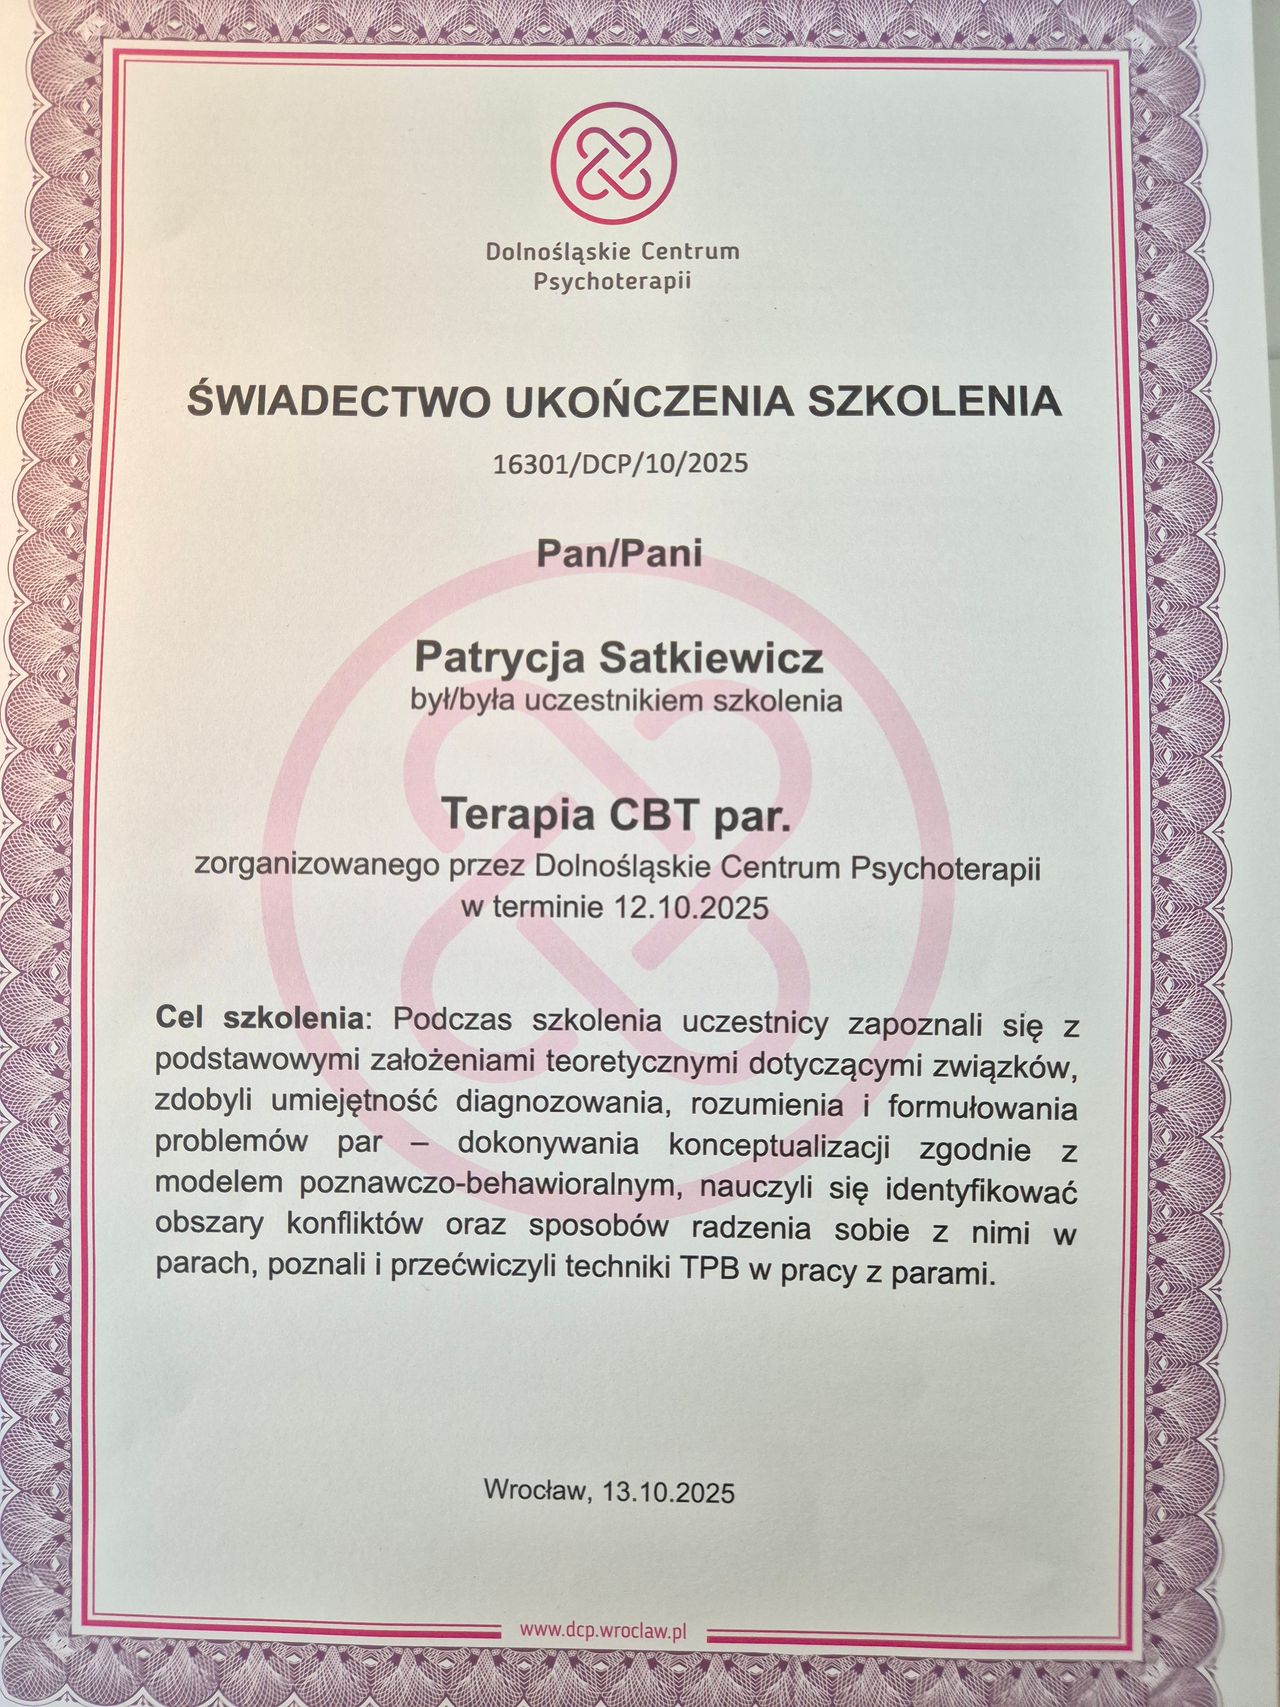 Dolnośląskie Centrum
Psychoterapii
ŚWIADECTWO UKOŃCZENIA SZKOLENIA
16301/DCP/10/2025
Pan/Pani
Patrycja Satkiewicz
był/była uczestnikiem szkolenia
Terapia CBT par.
zorganizowanego przez Dolnośląskie Centrum Psychoterapii
w terminie 12.10.2025
Cel szkolenia: Podczas szkolenia uczestnicy zapoznali się z
podstawowymi założeniami teoretycznymi dotyczącymi związków,
zdobyli umiejętność diagnozowania, rozumienia i formułowania
problemów par – dokonywania konceptualizacji zgodnie z
modelem poznawczo-behawioralnym, nauczyli się identyfikować
obszary konfliktów oraz sposobów radzenia sobie z nimi w
parach, poznali i przećwiczyli techniki TPB w pracy z parami.
Wrocław, 13.10.2025
www.dcp.wroclaw.pl